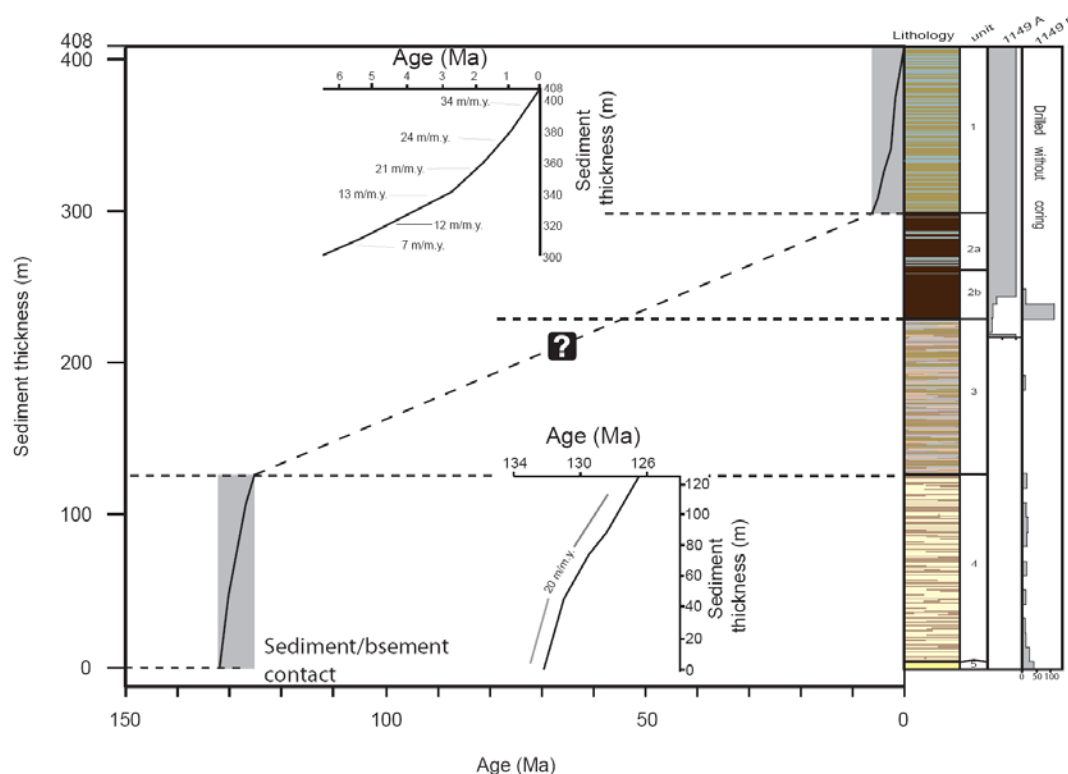 Lithology
unit
1149 A
1149
408
400
300
200
100
0
Sediment thickness (m)
150
100
50
0
Age (Ma)
Age (Ma)
6 5 4 3 2 1 0
408
400
380
360
340
320
300
Sediment
thickness (m)
34 m/m.y.
24 m/m.y.
21 m/m.y.
13 m/m.y.
12 m/m.y.
7 m/m.y.
?
Age (Ma)
134 130 126
120
100
80
60
40
20
0
Sediment
thickness (m)
20 m/m.y.
Sediment/bsement
contact
1
2a
2b
3
4
5
Drilled without coring
0 50 100